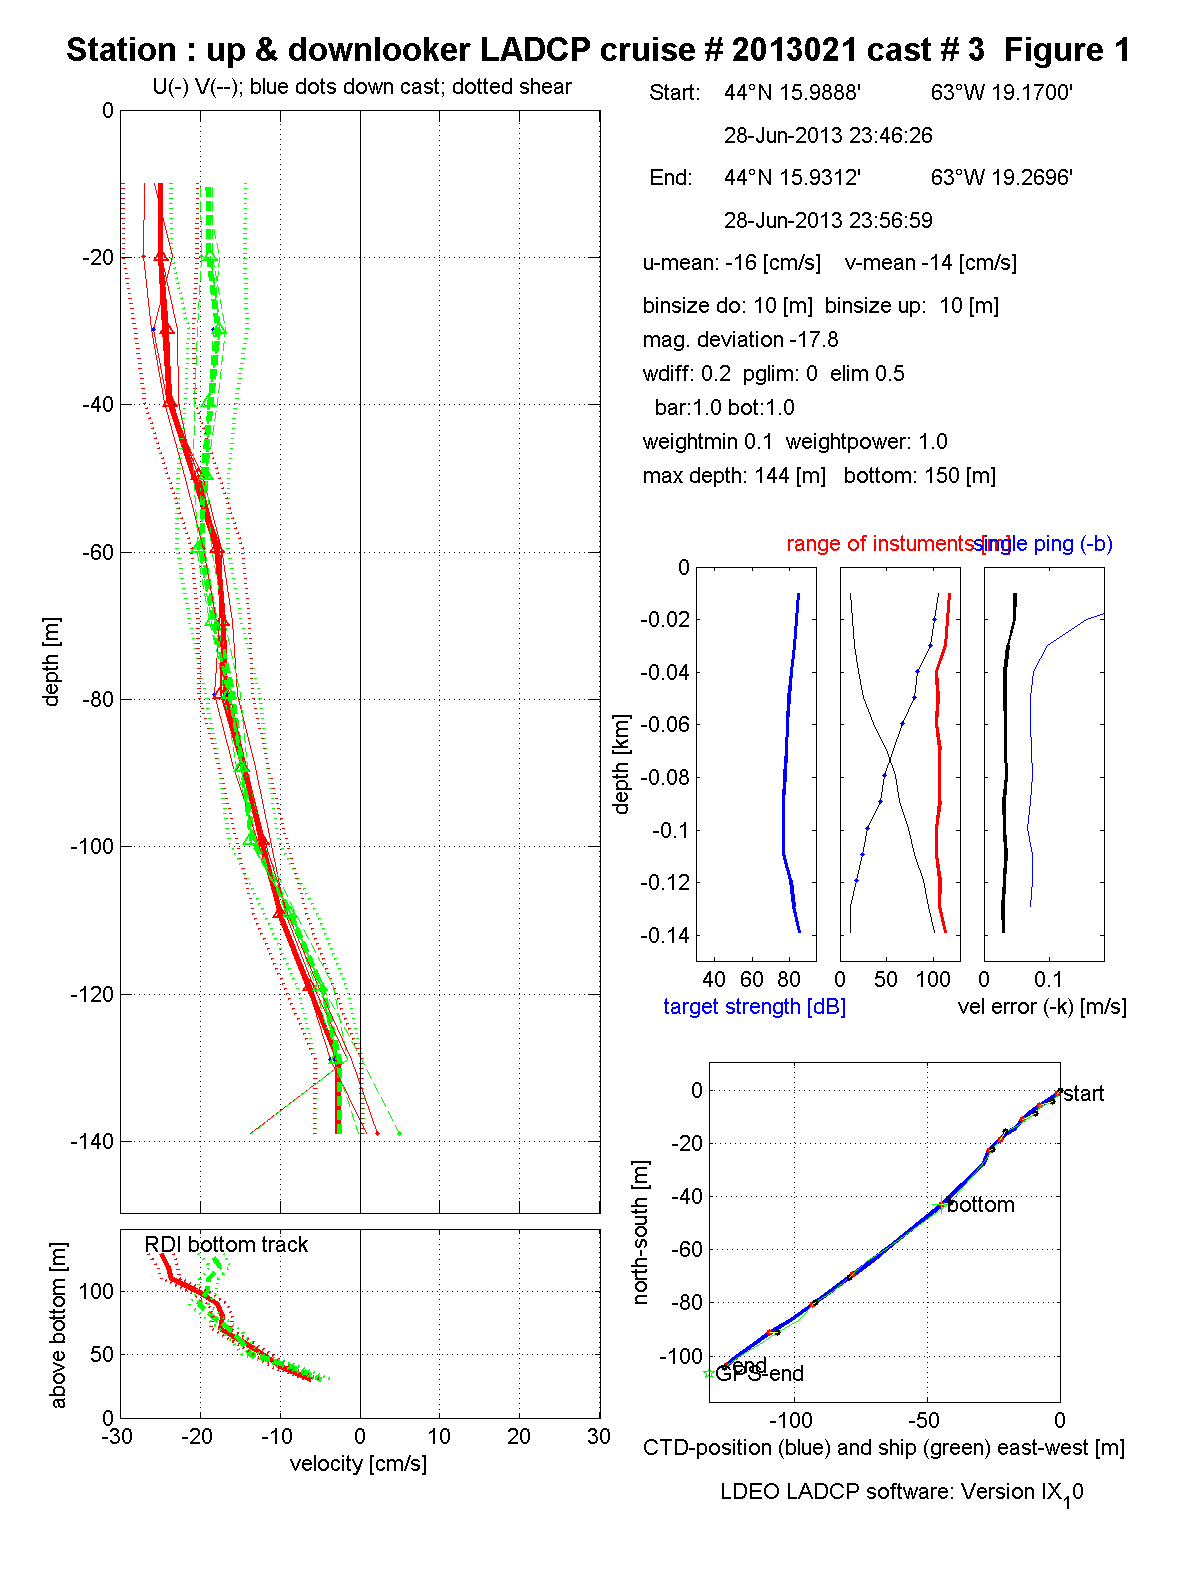 Station : up & downlooker LADCP cruise # 2013021 cast # 3  Figure 1
U(-) V(--); blue dots down cast; dotted shear
0
-20
-40
-60
-80
-100
-120
-140
depth [m]
Start: 44°N 15.9888' 63°W 19.1700'
28-Jun-2013 23:46:26
End: 44°N 15.9312' 63°W 19.2696'
28-Jun-2013 23:56:59
u-mean: -16 [cm/s] v-mean -14 [cm/s]
binsize do: 10 [m] binsize up: 10 [m]
mag. deviation -17.8
wdiff: 0.2 pglim: 0 elim 0.5
bar:1.0 bot:1.0
weightmin 0.1 weightpower: 1.0
max depth: 144 [m] bottom: 150 [m]
range of instuments [m]
single ping (-b)
0
-0.02
-0.04
-0.06
-0.08
-0.1
-0.12
-0.14
depth [km]
40 60 80
0 50 100
0 0.1
target strength [dB]
vel error (-k) [m/s]
RDI bottom track
100
50
0
above bottom [m]
-30 -20 -10 0 10 20 30
velocity [cm/s]
0
-20
-40
-60
-80
-100
north-south [m]
start
bottom
end
GPS-end
-100 -50 0
CTD-position (blue) and ship (green) east-west [m]
LDEO LADCP software: Version IX10